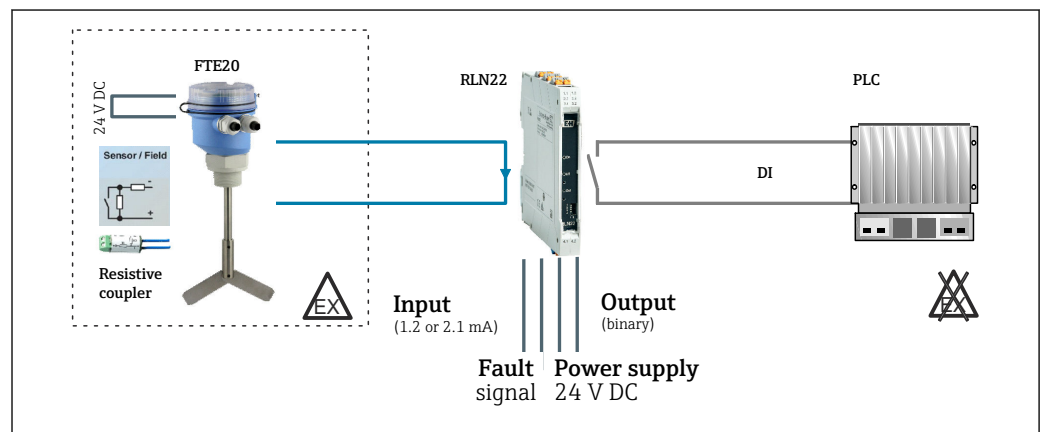 FTE20
RLN22
PLC
24 V DC
Sensor / Field
-
+
DI
Resistive
coupler
EX
Input
(1.2 or 2.1 mA)
Output
(binary)
EX
Fault
signal
Power supply
24 V DC